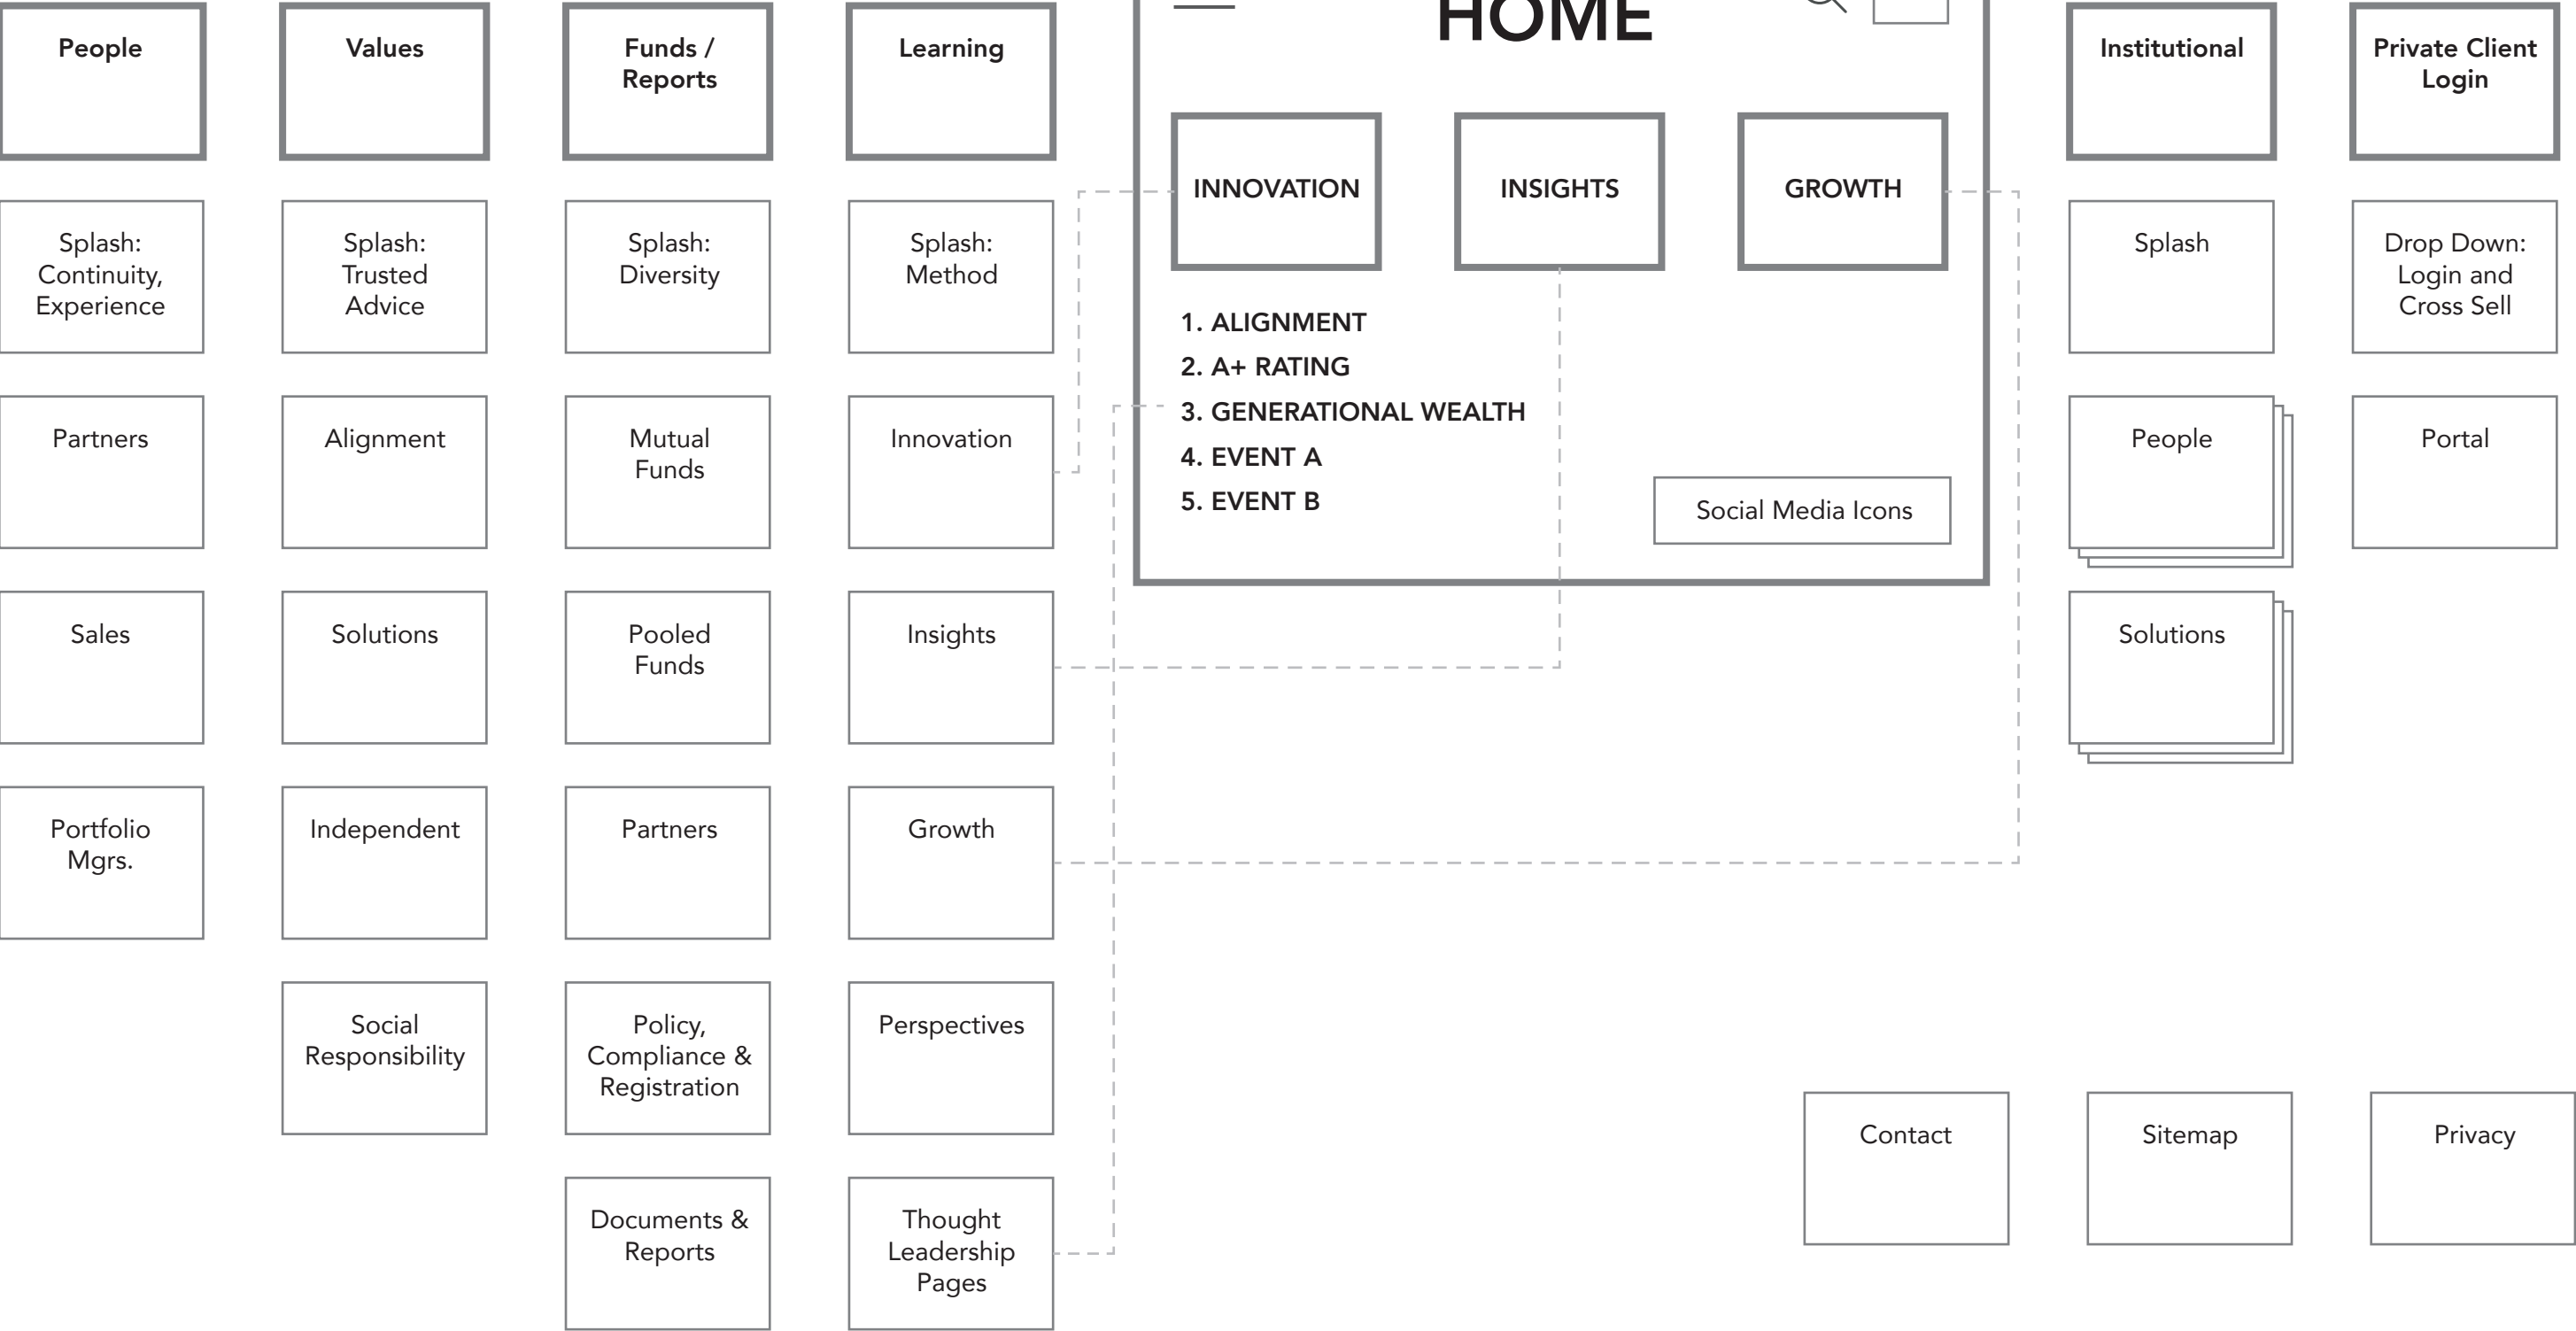 HOME
People
Values
Funds /
Reports
Learning
Institutional
Private Client
Login
INNOVATION
INSIGHTS
GROWTH
Splash:
Continuity,
Experience
Splash:
Trusted
Advice
Splash:
Diversity
Splash:
Method
Splash
Drop Down:
Login and
Cross Sell
1. ALIGNMENT
2. A+ RATING
3. GENERATIONAL WEALTH
4. EVENT A
5. EVENT B
Social Media Icons
Partners
Alignment
Mutual
Funds
Innovation
People
Portal
Sales
Solutions
Pooled
Funds
Insights
Solutions
Portfolio
Mgrs.
Independent
Partners
Growth
Social
Responsibility
Policy,
Compliance &
Registration
Perspectives
Contact
Sitemap
Privacy
Documents &
Reports
Thought
Leadership
Pages